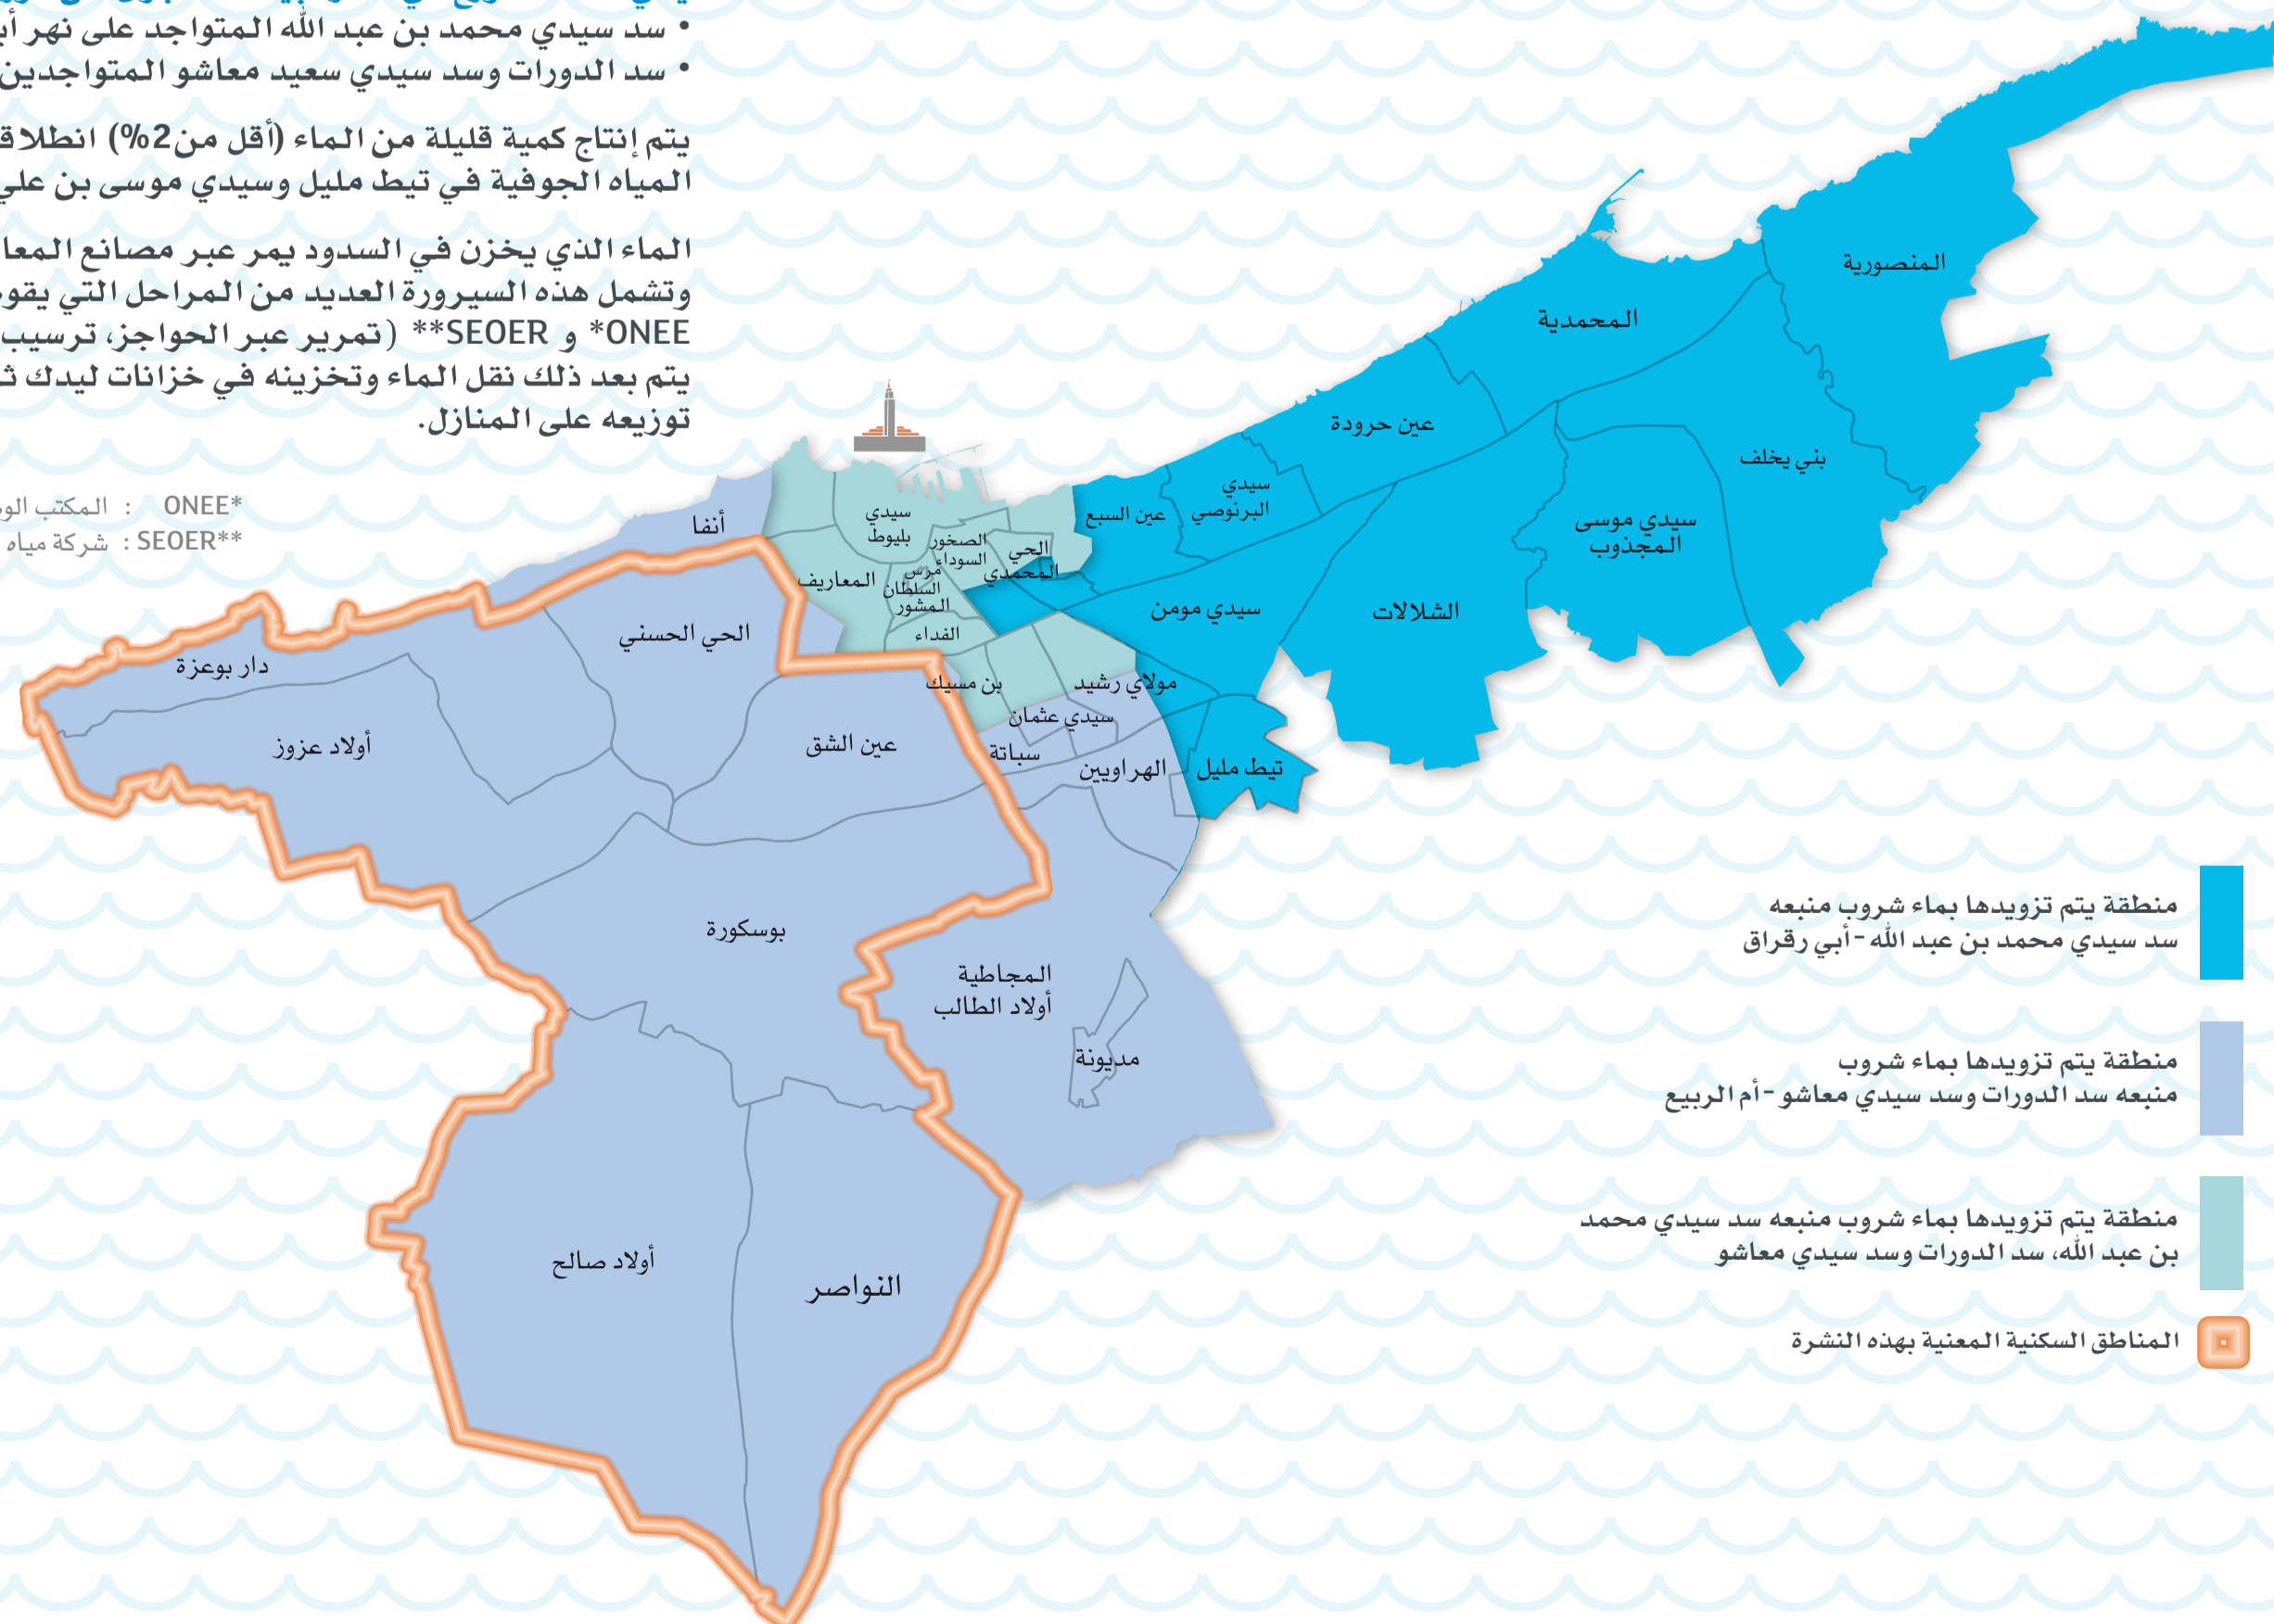 • سد سيدي محمد بن عبد الله المتواجد على نهر
• سد الدورات وسد سيدي سعيد معاشو المتواجدين
يتم إنتاج كمية قليلة من الماء (أقل من2%)
المياه الجوفية في تيط مليل وسيدي موسى بن علي
الماء الذي يخزن في السدود يمر عبر مصانع
وتشمل هذه السيرورة العديد من المراحل التي
ONEE* و SEOER** (تمرير عبر الحواجز، ترسيب
يتم بعد ذلك نقل الماء وتخزينه في خزانات ليدك
توزيعه على المنازل.
*ONEE : المكتب
**SEOER : شركة مياه
المنصورية
المحمدية
عين حرودة
بني يخلف
سيدي
البرنوصي
عين السبع
سيدي موسى
المجذوب
أنفا
سيدي
بليوط
الصخور
السوداء
الحي
المحمدي
المعاريف
مرس
السلطان
المشور
الفداء
سيدي مومن
الشلالات
الحي الحسني
دار بوعزة
بن مسيك
مولاي رشيد
سيدي عثمان
أولاد عزوز
عين الشق
سباتة
الهراويين
تيط مليل
بوسكورة
المجاطية
أولاد الطالب
مديونة
أولاد صالح
النواصر
منطقة يتم تزويدها بماء شروب منبعه
سد سيدي محمد بن عبد الله -أبي رقراق
منطقة يتم تزويدها بماء شروب
منبعه سد الدورات وسد سيدي معاشو -أم الربيع
منطقة يتم تزويدها بماء شروب منبعه سد سيدي محمد
بن عبد الله، سد الدورات وسد سيدي معاشو
المناطق السكنية المعنية بهذه النشرة